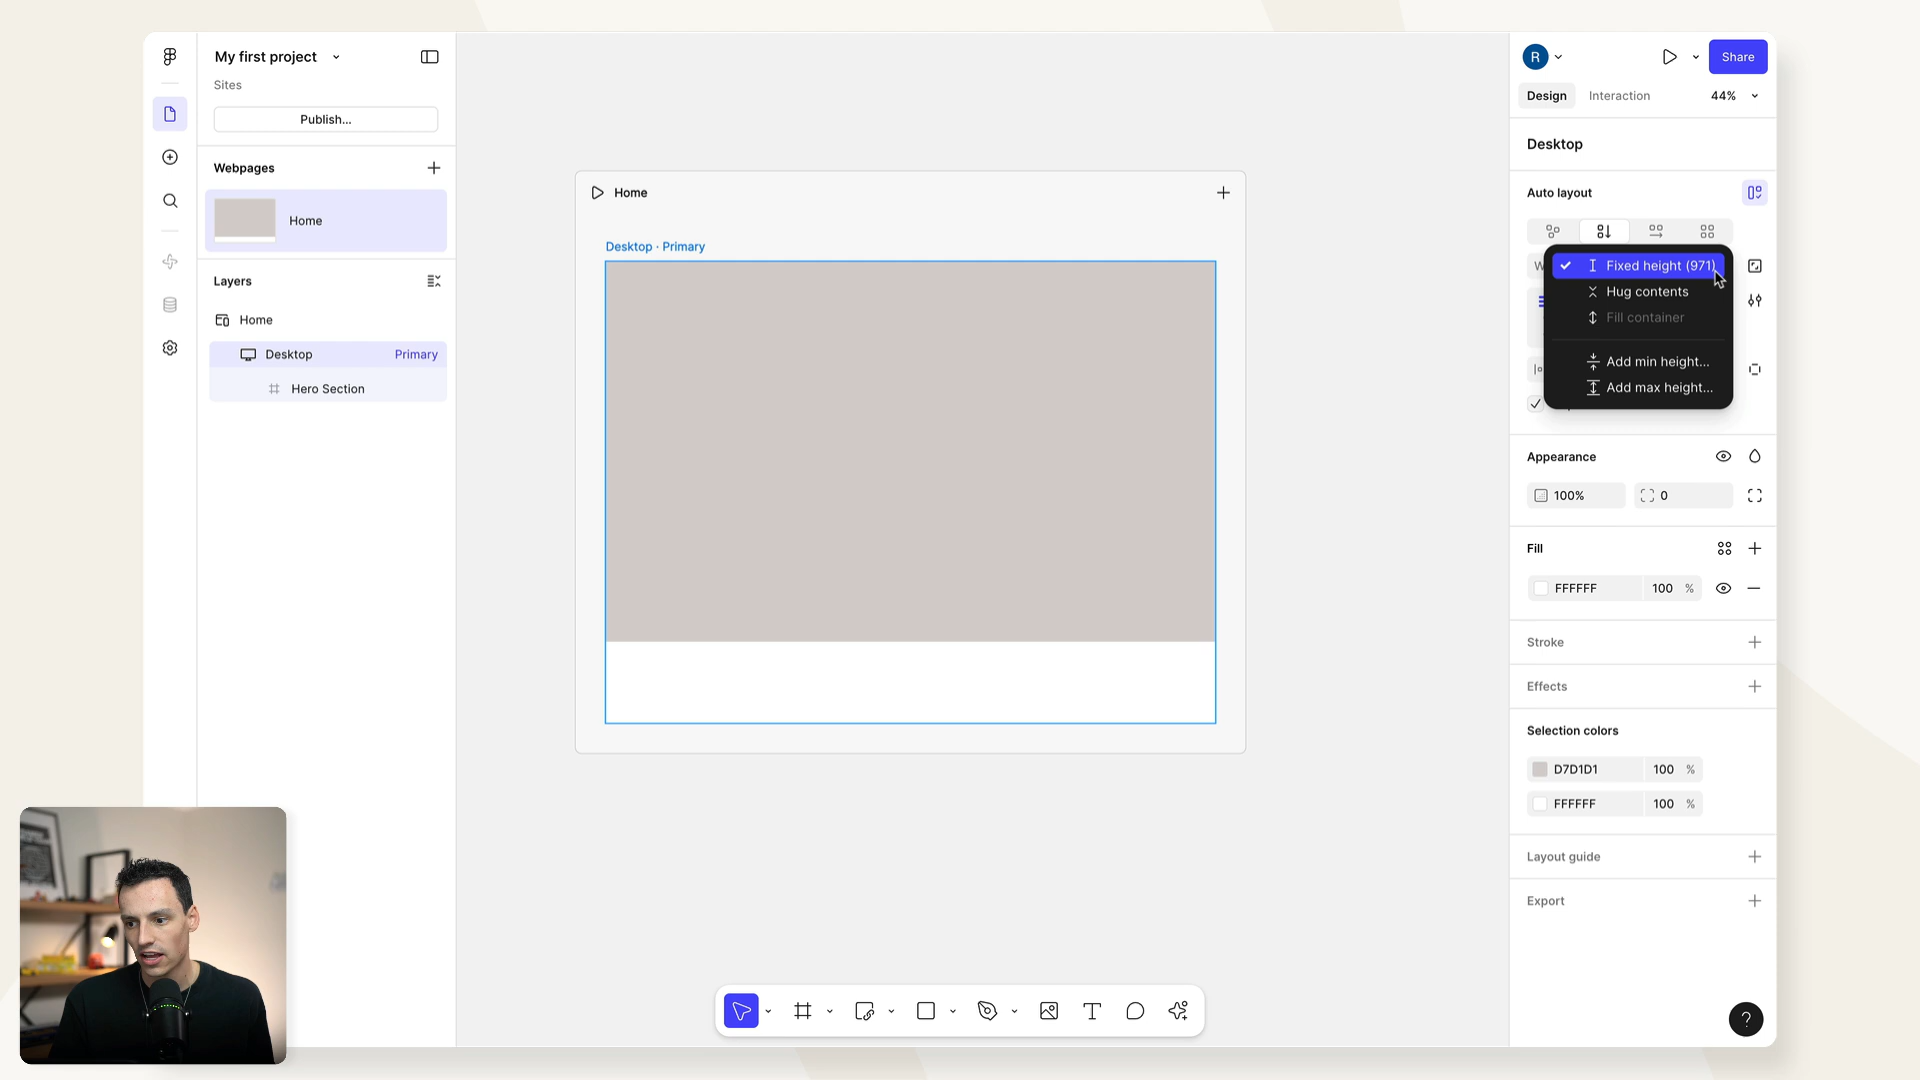 My first project
Sites
Publish...
Webpages
Home
Layers
Home
Desktop Primary
Hero Section
Home
Desktop · Primary
R
Share
Design Interaction 44%
Desktop
Auto layout
W
Fixed height (971)
Hug contents
Fill container
Add min height...
Add max height...
Appearance
100% 0
Fill
FFFFFF 100 %
Stroke
Effects
Selection colors
D7D1D1 100 %
FFFFFF 100 %
Layout guide
Export
?